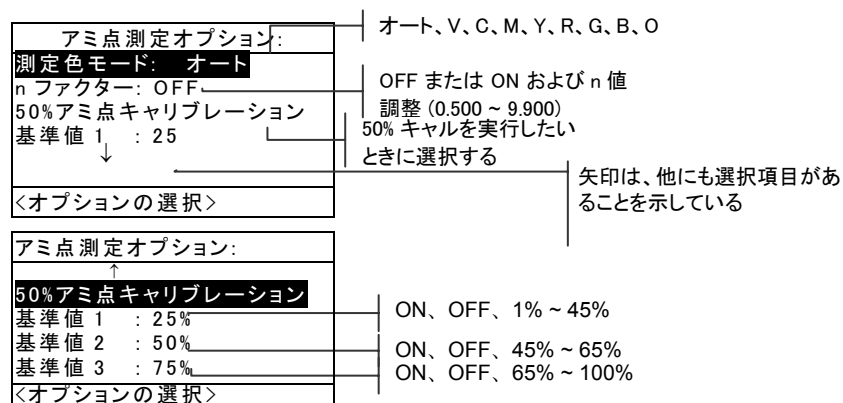 アミ点測定オプション:
測定色モード: オート
n ファクター: OFF
50%アミ点キャリブレーション
基準値 1 : 25
↓
<オプションの選択>
オート、V、C、M、Y、R、G、B、O
OFF または ON および n 値
調整 (0.500 ~ 9.900)
50% キャルを実行したい
ときに選択する
矢印は、他にも選択項目があ
ることを示している
アミ点測定オプション:
↑
50%アミ点キャリブレーション
基準値 1 : 25%
基準値 2 : 50%
基準値 3 : 75%
<オプションの選択>
ON、OFF、1% ~ 45%
ON、OFF、45% ~ 65%
ON、OFF、65% ~ 100%